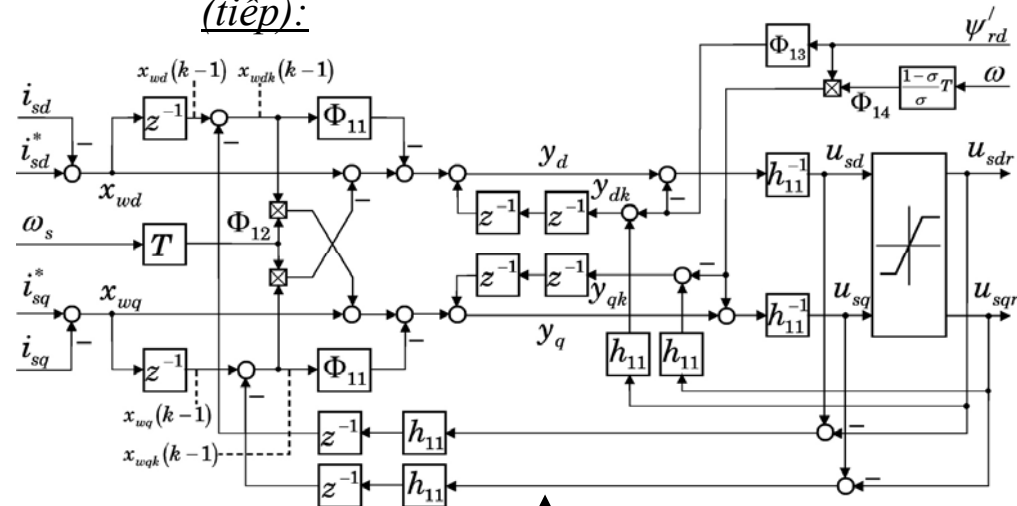 (tiếp):
ψ′rd
Φ₁₃
x_wd(k−1) x_wdk(k−1)
1−σ/σ T
ω
Φ₁₄
i_sd
z⁻¹
Φ₁₁
i*_sd
x_wd
y_d
h₁₁⁻¹
u_sd
u_sdr
z⁻¹ z⁻¹ y_dk
ω_s
T
Φ₁₂
i*_sq
x_wq
z⁻¹ z⁻¹ y_qk
h₁₁⁻¹
u_sq
u_sqr
y_q
i_sq
z⁻¹
Φ₁₁
h₁₁ h₁₁
x_wq(k−1)
x_wqk(k−1)
z⁻¹ h₁₁
z⁻¹ h₁₁